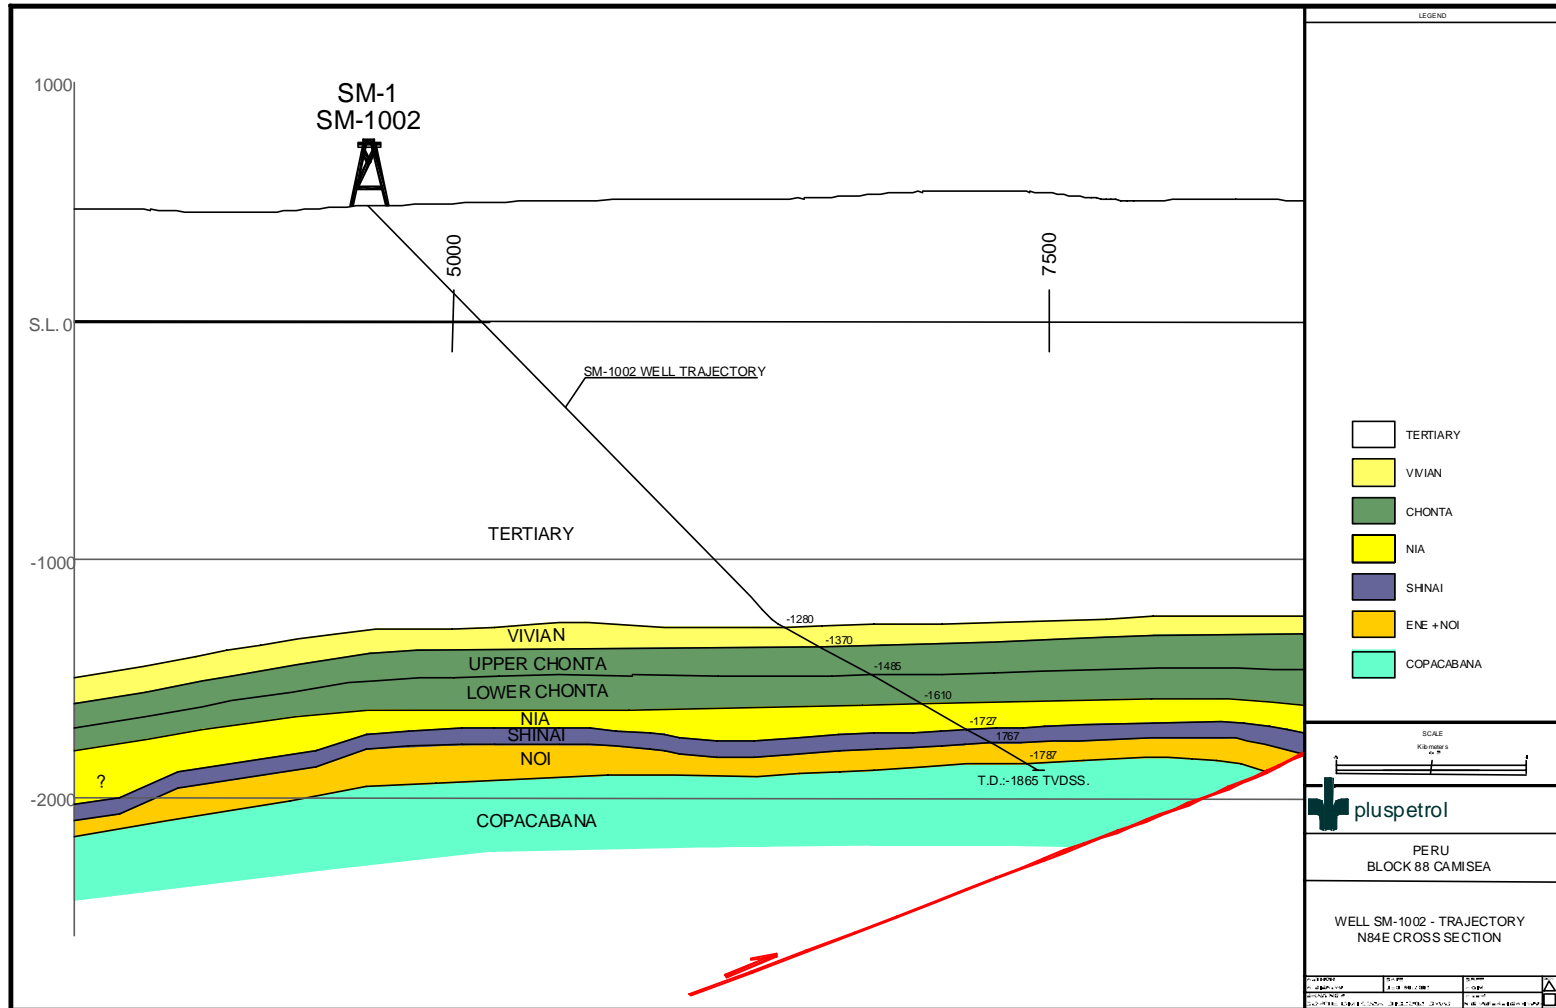 LEGEND
1000
SM-1
SM-1002
5000
7500
S.L. 0
SM-1002 WELL TRAJECTORY
TERTIARY
-1000
-1280
VIVIAN
-1370
UPPER CHONTA
-1485
LOWER CHONTA
-1610
NIA
-1727
SHINAI
1767
NOI
-1787
T.D.:-1865 TVDSS.
?
-2000
COPACABANA
TERTIARY
VIVIAN
CHONTA
NIA
SHINAI
ENE + NOI
COPACABANA
SCALE
Kilometers
pluspetrol
PERU
BLOCK 88 CAMISEA
WELL SM-1002 - TRAJECTORY
N84E CROSS SECTION